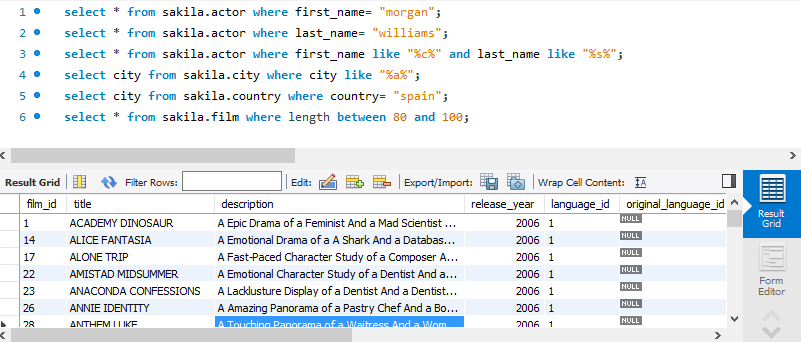 1 select * from sakila.actor where first_name= "morgan";
2 select * from sakila.actor where last_name= "williams";
3 select * from sakila.actor where first_name like "%c%" and last_name like "%s%";
4 select city from sakila.city where city like "%a%";
5 select city from sakila.country where country= "spain";
6 select * from sakila.film where length between 80 and 100;
Result Grid Filter Rows: Edit: Export/Import: Wrap Cell Content: IA
film_id title description release_year language_id original_language_id
1 ACADEMY DINOSAUR A Epic Drama of a Feminist And a Mad Scientist ... 2006 1 NULL
14 ALICE FANTASIA A Emotional Drama of a A Shark And a Databas... 2006 1 NULL
17 ALONE TRIP A Fast-Paced Character Study of a Composer A... 2006 1 NULL
22 AMISTAD MIDSUMMER A Emotional Character Study of a Dentist And a... 2006 1 NULL
23 ANACONDA CONFESSIONS A Lacklusture Display of a Dentist And a Dentist... 2006 1 NULL
26 ANNIE IDENTITY A Amazing Panorama of a Pastry Chef And a Bo... 2006 1 NULL
28 ANTHEM LUKE A Touching Panorama of a Waitress And a Wom... 2006 1 NULL
Result
Grid
Form
Editor